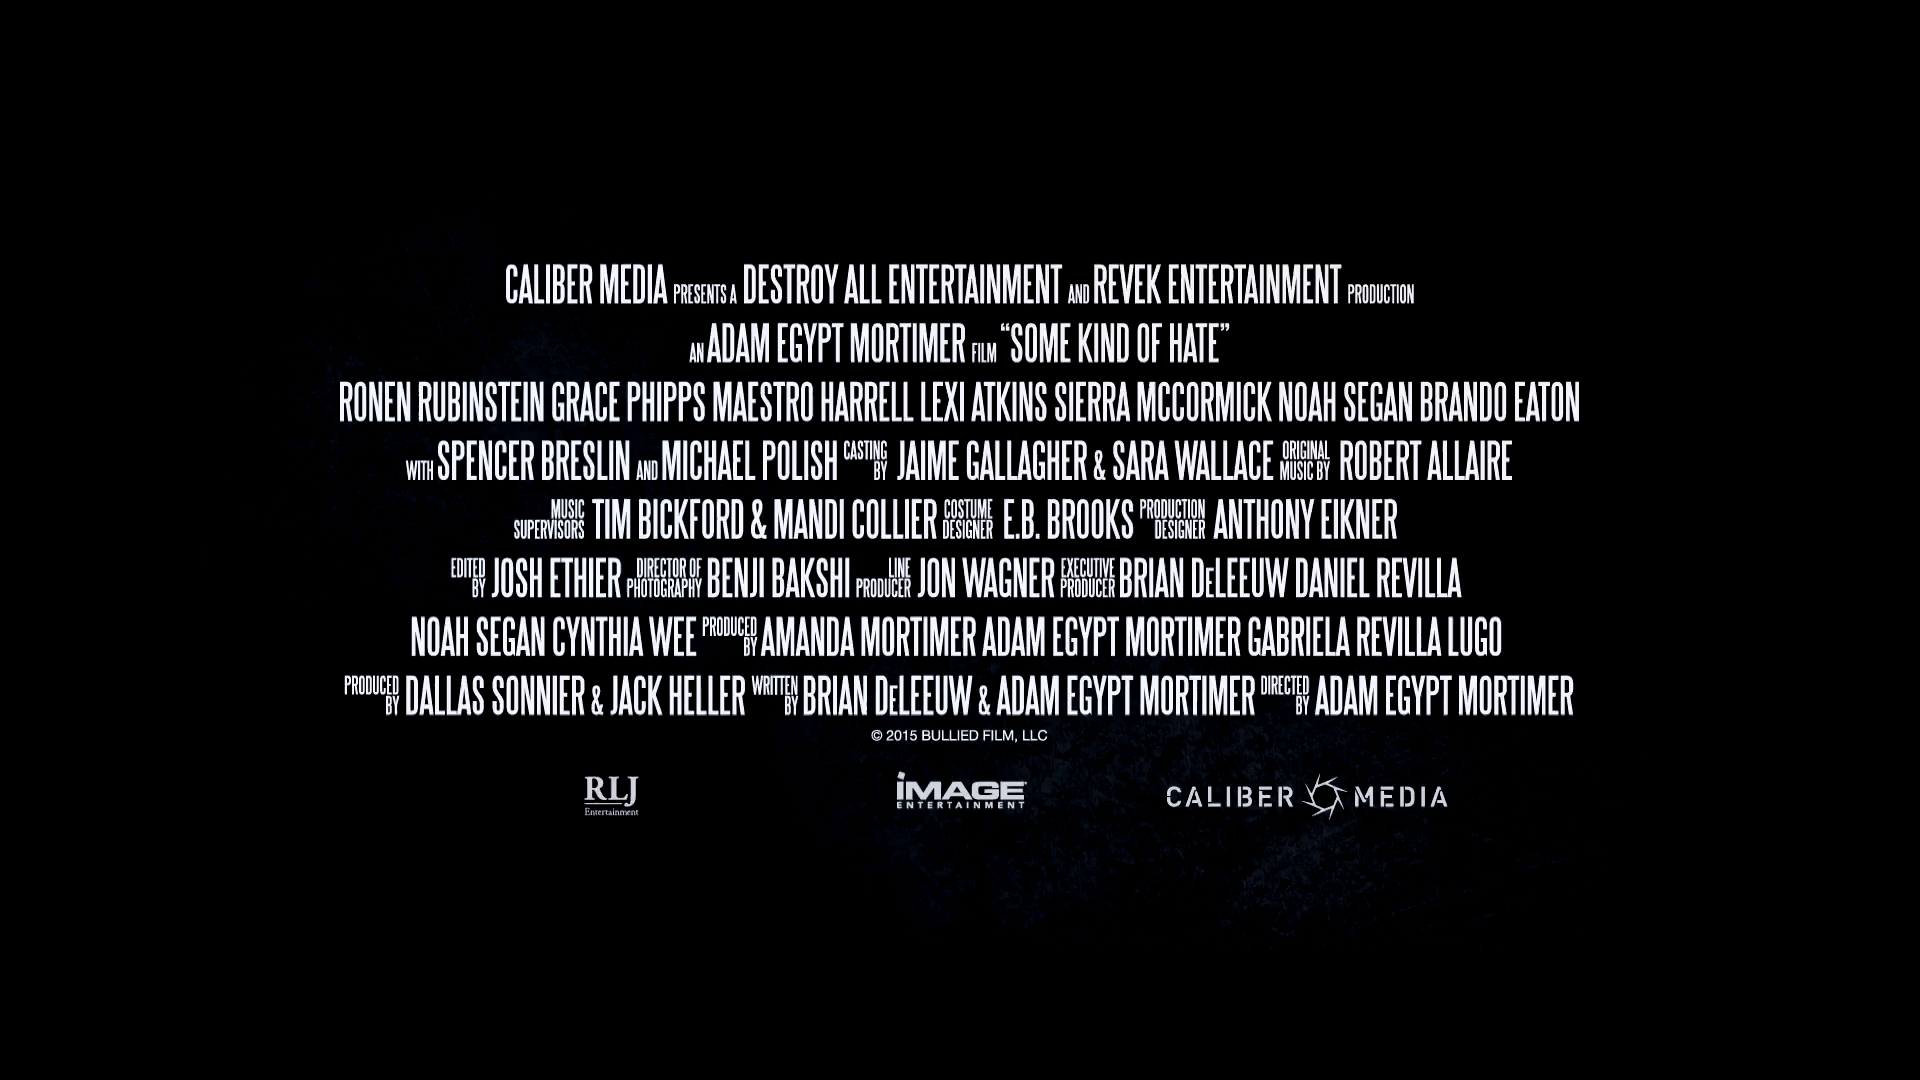 CALIBER MEDIA PRESENTS A DESTROY ALL ENTERTAINMENT AND REVEK ENTERTAINMENT PRODUCTION
AN ADAM EGYPT MORTIMER FILM “SOME KIND OF HATE”
RONEN RUBINSTEIN GRACE PHIPPS MAESTRO HARRELL LEXI ATKINS SIERRA MCCORMICK NOAH SEGAN BRANDO EATON
WITH SPENCER BRESLIN AND MICHAEL POLISH CASTING BY JAIME GALLAGHER & SARA WALLACE ORIGINAL MUSIC BY ROBERT ALLAIRE
MUSIC SUPERVISORS TIM BICKFORD & MANDI COLLIER COSTUME DESIGNER E.B. BROOKS PRODUCTION DESIGNER ANTHONY EIKNER
EDITED BY JOSH ETHIER DIRECTOR OF PHOTOGRAPHY BENJI BAKSHI LINE PRODUCER JON WAGNER EXECUTIVE PRODUCER BRIAN DeLEEUW DANIEL REVILLA
NOAH SEGAN CYNTHIA WEE PRODUCED BY AMANDA MORTIMER ADAM EGYPT MORTIMER GABRIELA REVILLA LUGO
PRODUCED BY DALLAS SONNIER & JACK HELLER WRITTEN BY BRIAN DeLEEUW & ADAM EGYPT MORTIMER DIRECTED BY ADAM EGYPT MORTIMER
© 2015 BULLIED FILM, LLC
RLJ Entertainment
iMAGE ENTERTAINMENT
CALIBER MEDIA